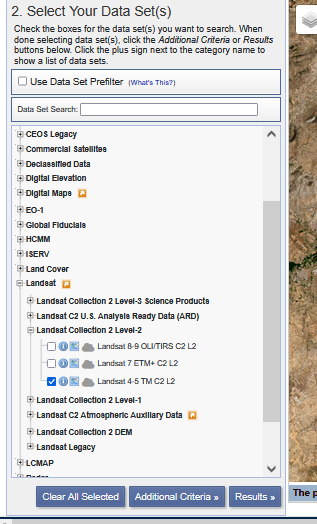 2. Select Your Data Set(s)
Check the boxes for the data set(s) you want to search. When
done selecting data set(s), click the Additional Criteria or Results
buttons below. Click the plus sign next to the category name to
show a list of data sets.
Use Data Set Prefilter (What's This?)
Data Set Search:
CEOS Legacy
Commercial Satellites
Declassified Data
Digital Elevation
Digital Maps
EO-1
Global Fiducials
HCMM
ISERV
Land Cover
Landsat
Landsat Collection 2 Level-3 Science Products
Landsat C2 U.S. Analysis Ready Data (ARD)
Landsat Collection 2 Level-2
Landsat 8-9 OLI/TIRS C2 L2
Landsat 7 ETM+ C2 L2
Landsat 4-5 TM C2 L2
Landsat Collection 2 Level-1
Landsat C2 Atmospheric Auxiliary Data
Landsat Collection 2 DEM
Landsat Legacy
LCMAP
Clear All Selected
Additional Criteria »
Results »
The p